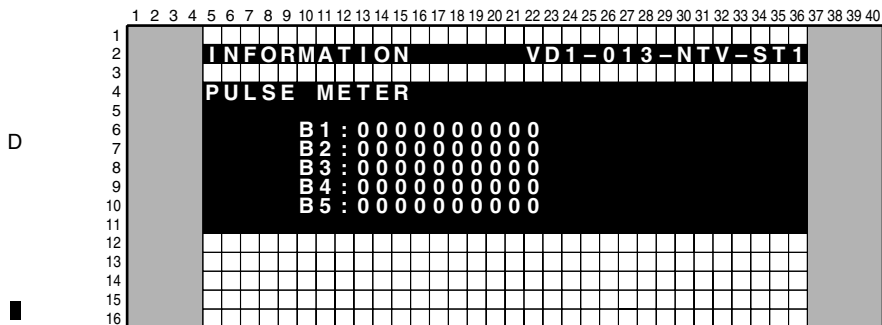 1 2 3 4 5 6 7 8 9 10 11 12 13 14 15 16 17 18 19 20 21 22 23 24 25 26 27 28 29 30 31 32 33 34 35 36 37 38 39 40
1
2 INFORMATION VD1-013-NTV-ST1
3
4 PULSE METER
5
6 B1:0000000000
D
7 B2:0000000000
8 B3:0000000000
9 B4:0000000000
10 B5:0000000000
11
12
13
14
15
16